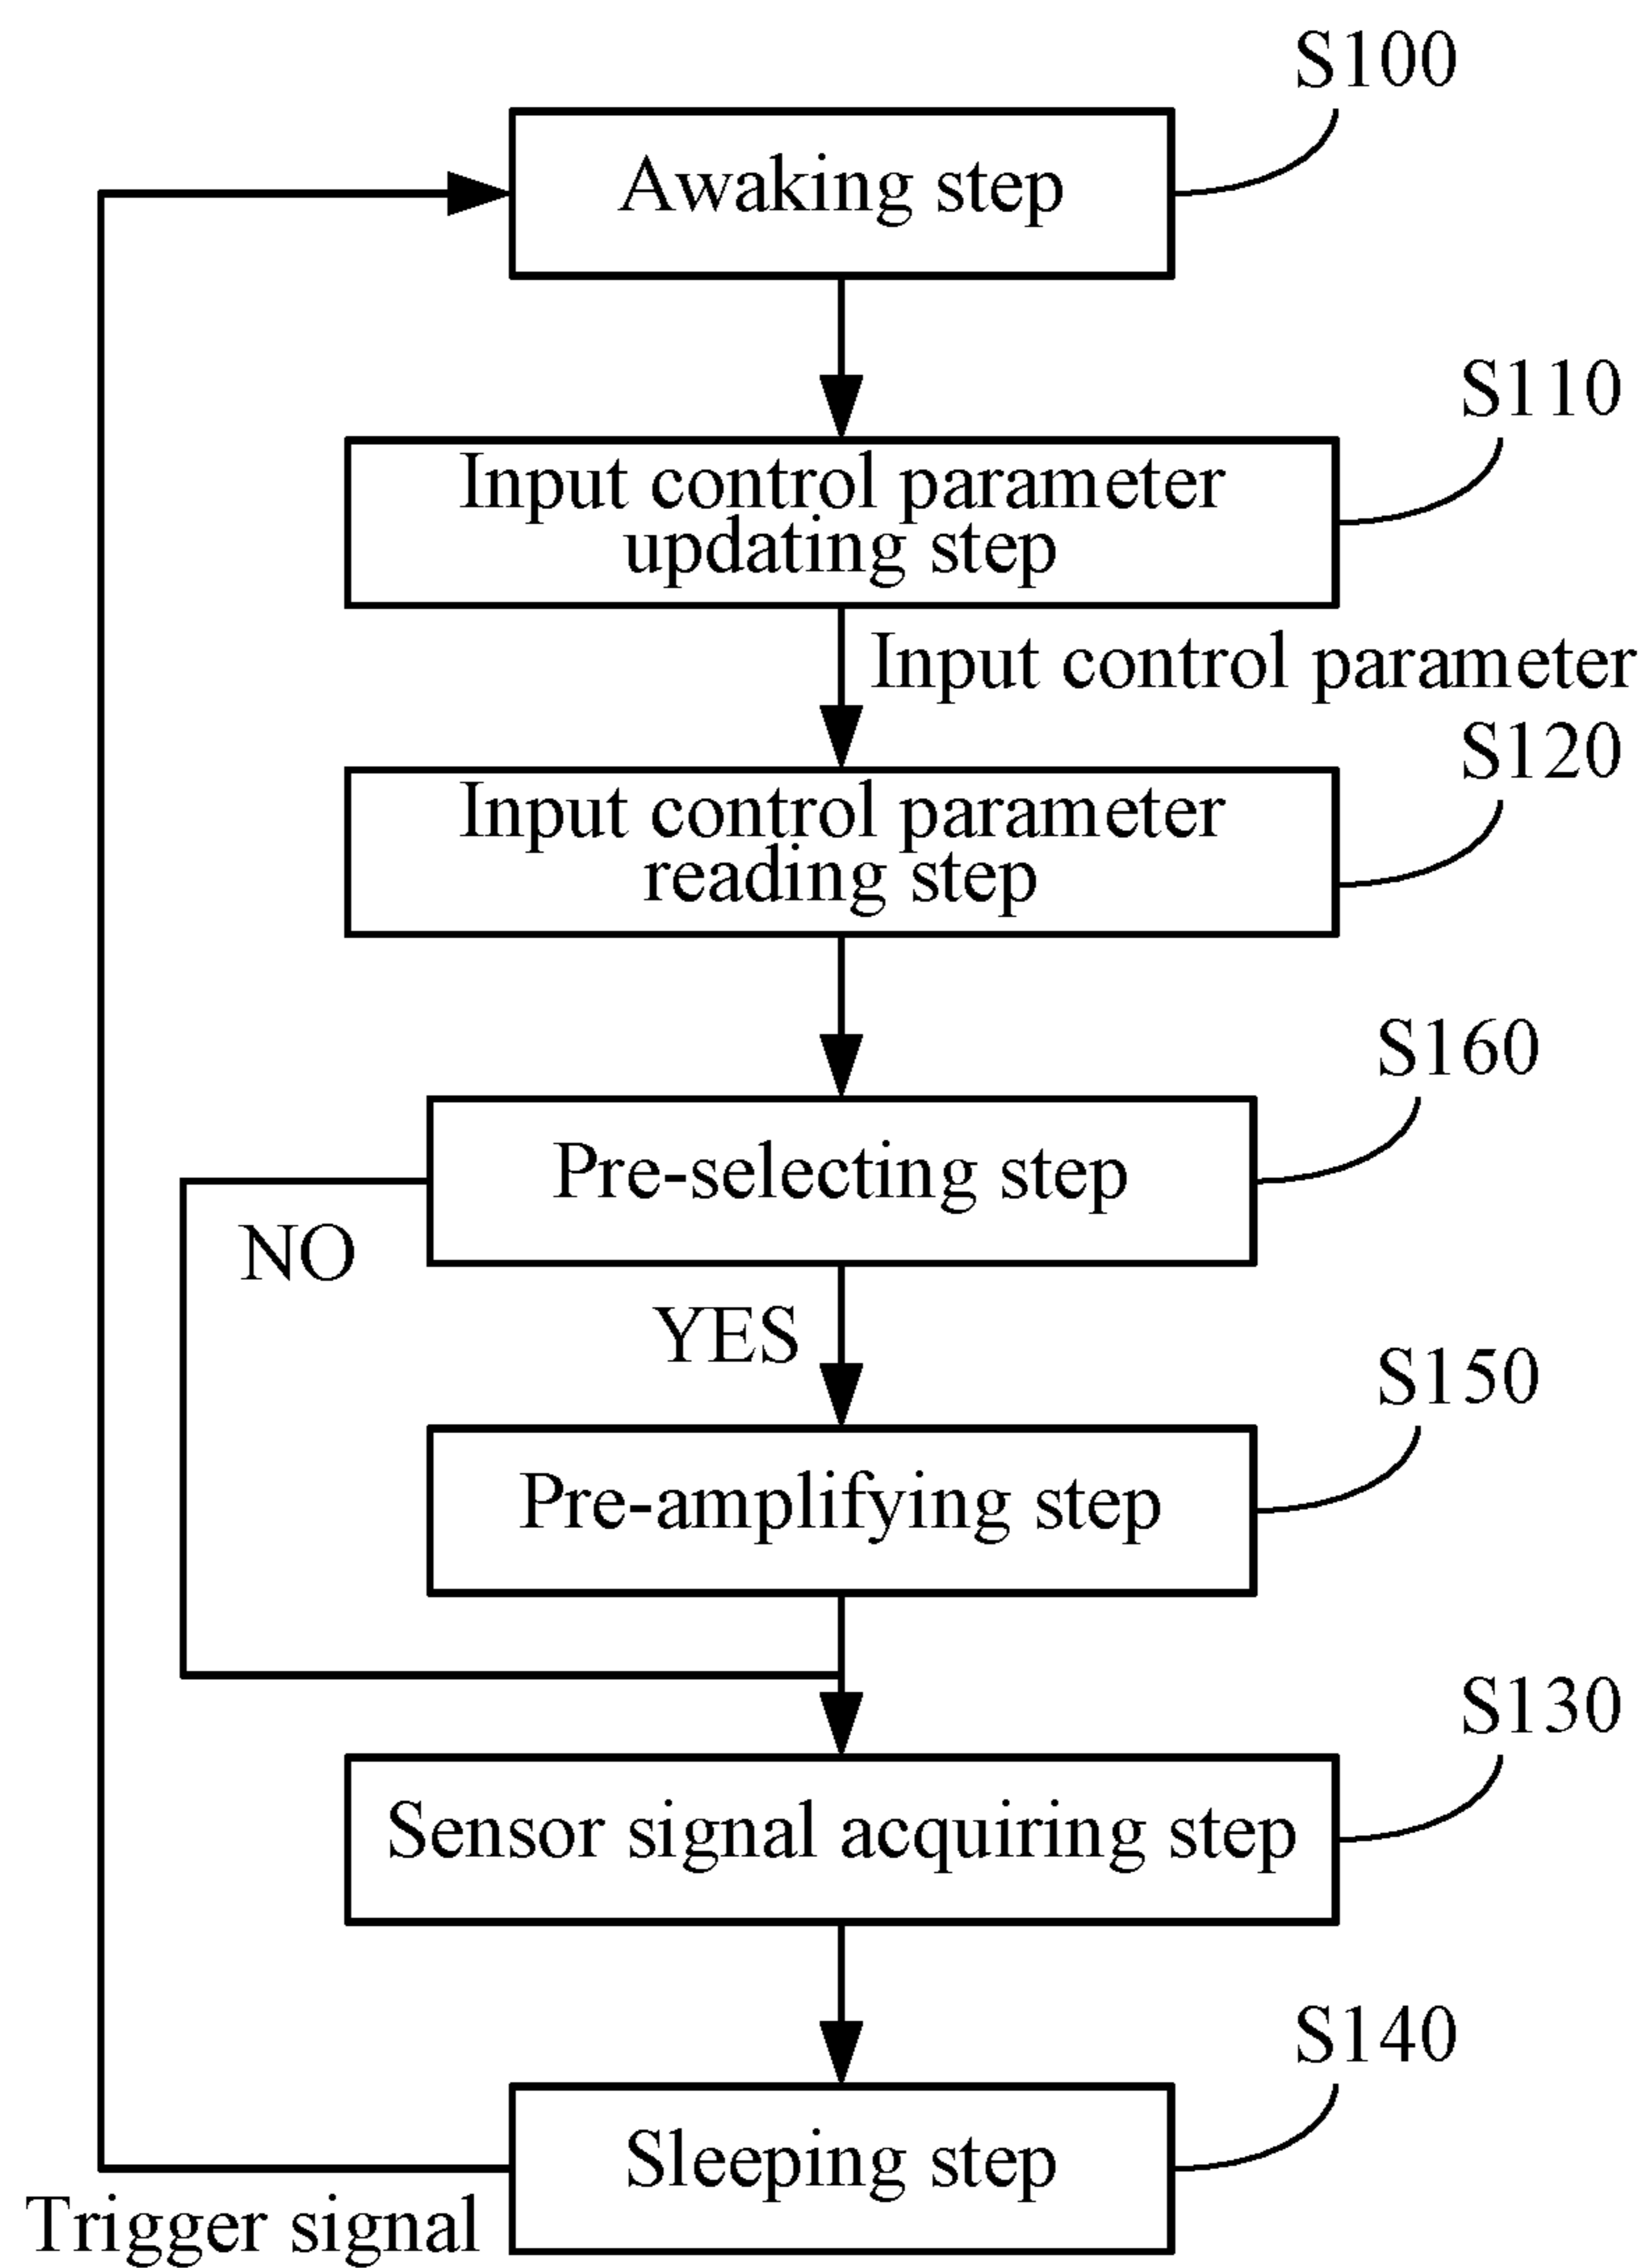 S100
Awaking step
S110
Input control parameter
updating step
Input control parameter
S120
Input control parameter
reading step
S160
Pre-selecting step
NO
YES
S150
Pre-amplifying step
S130
Sensor signal acquiring step
S140
Sleeping step
Trigger signal